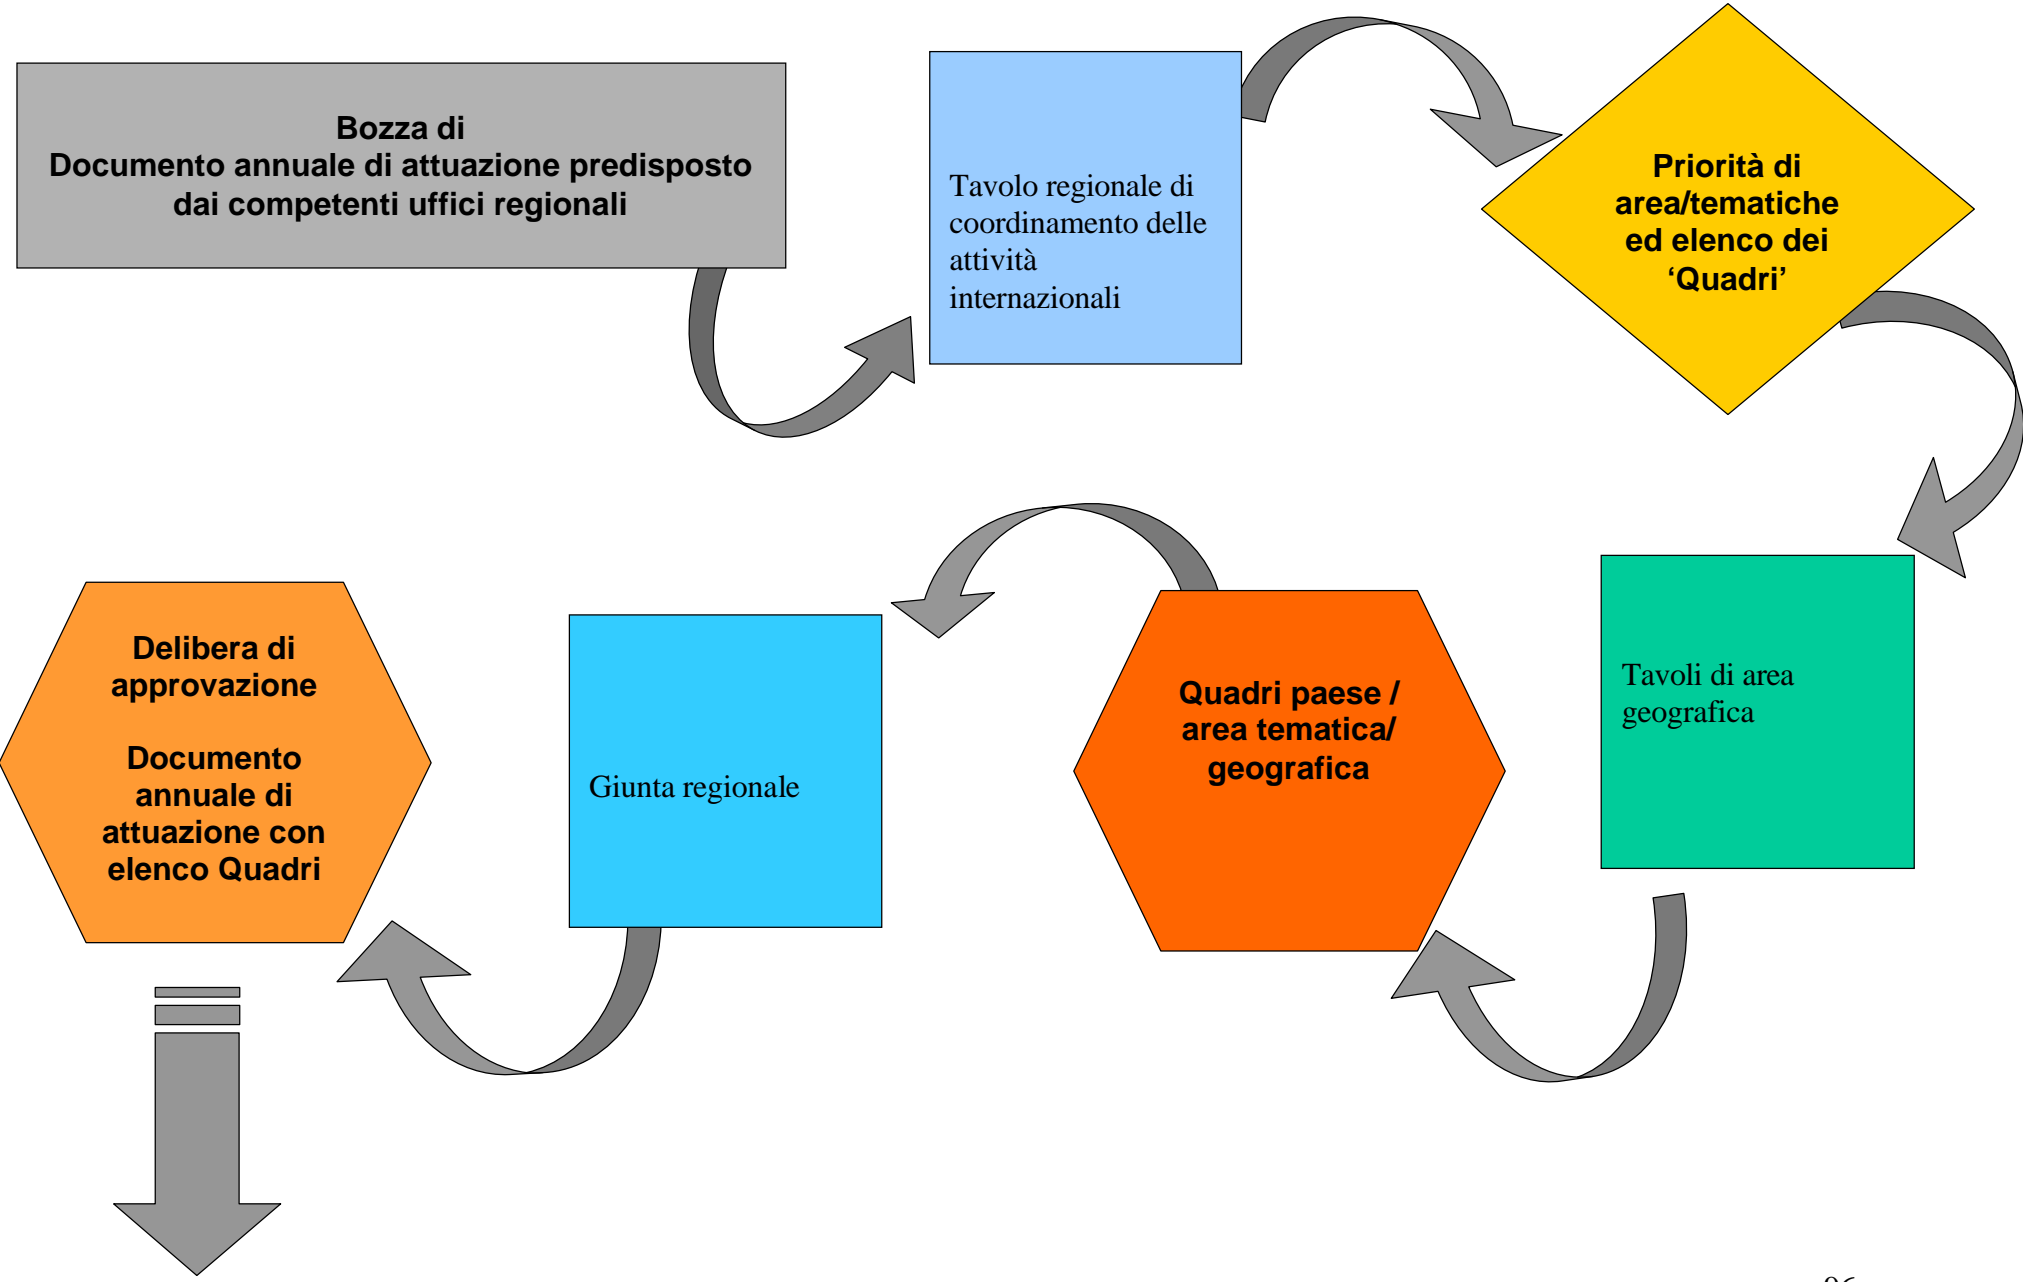 Bozza di
Documento annuale di attuazione predisposto
dai competenti uffici regionali
Tavolo regionale di
coordinamento delle
attività
internazionali
Priorità di
area/tematiche
ed elenco dei
‘Quadri’
Tavoli di area
geografica
Quadri paese /
area tematica/
geografica
Giunta regionale
Delibera di
approvazione
Documento
annuale di
attuazione con
elenco Quadri